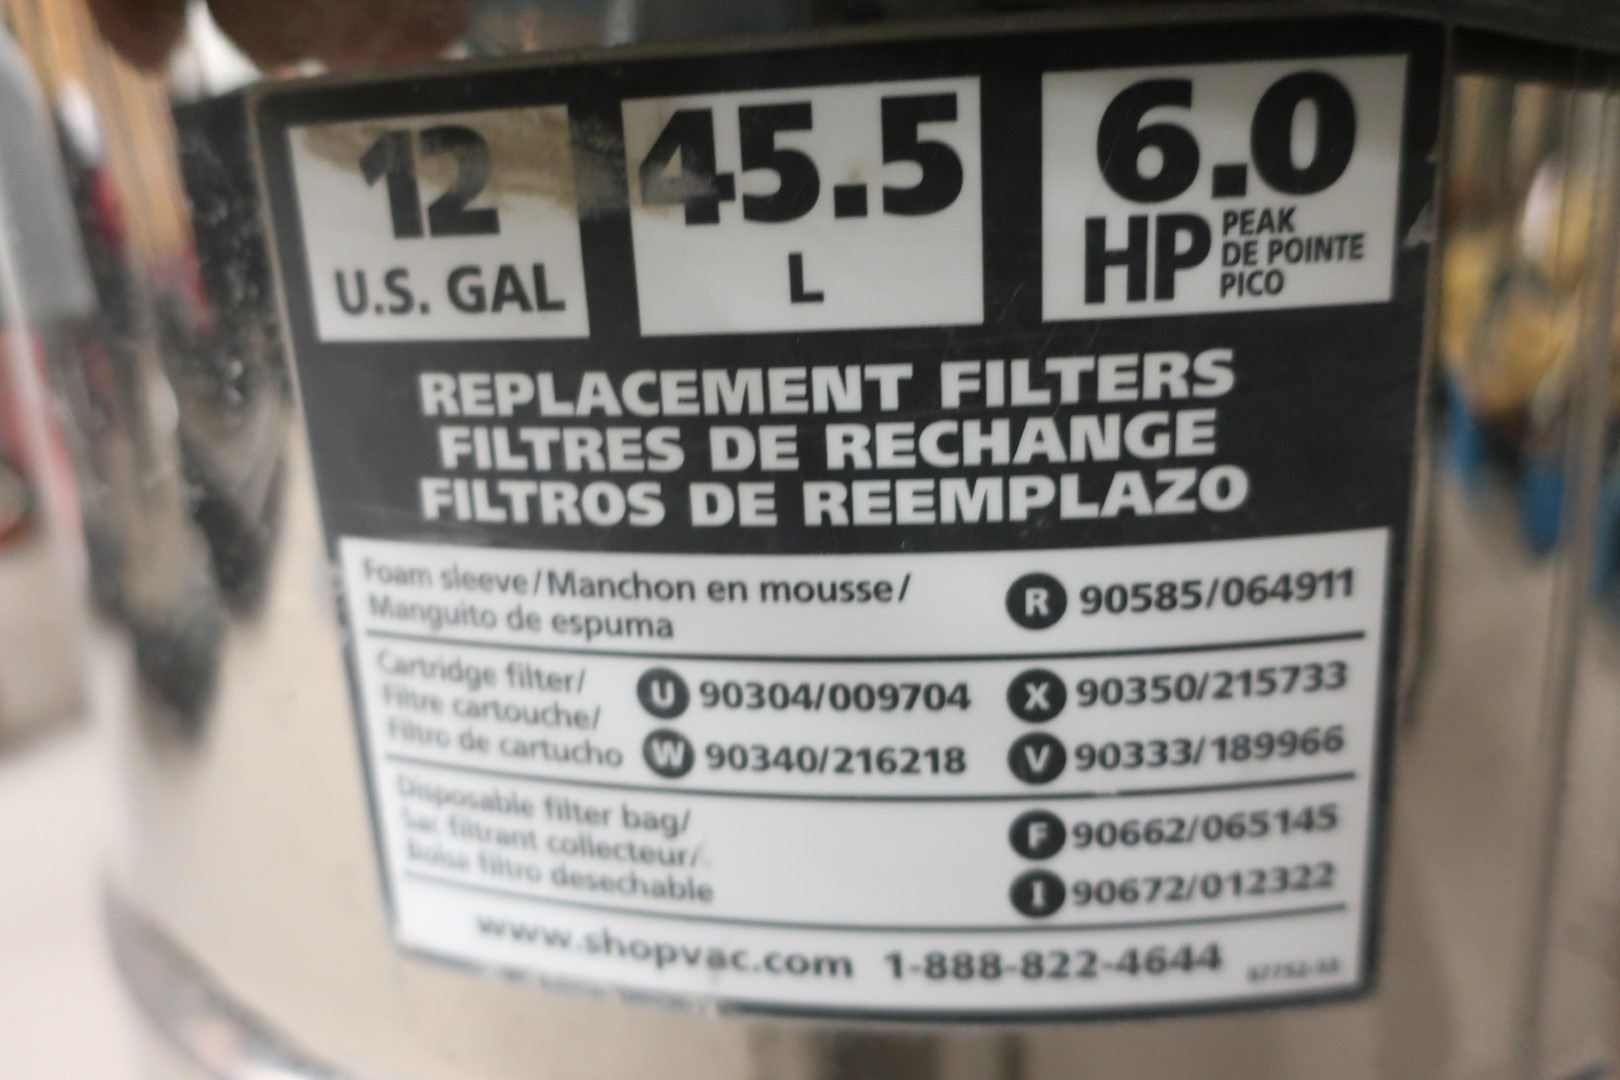 12
U.S. GAL
45.5
L
6.0
HP PEAK
DE POINTE
PICO
REPLACEMENT FILTERS
FILTRES DE RECHANGE
FILTROS DE REEMPLAZO
Foam sleeve/Manchon en mousse/
Manguito de espuma
R 90585/064911
Cartridge filter/
Filtre cartouche/
Filtro de cartucho
U 90304/009704
X 90350/215733
W 90340/216218
V 90333/189966
Disposable filter bag/
Sac filtrant collecteur/
Bolsa filtro desechable
F 90662/065145
I 90672/012322
www.shopvac.com 1-888-822-4644